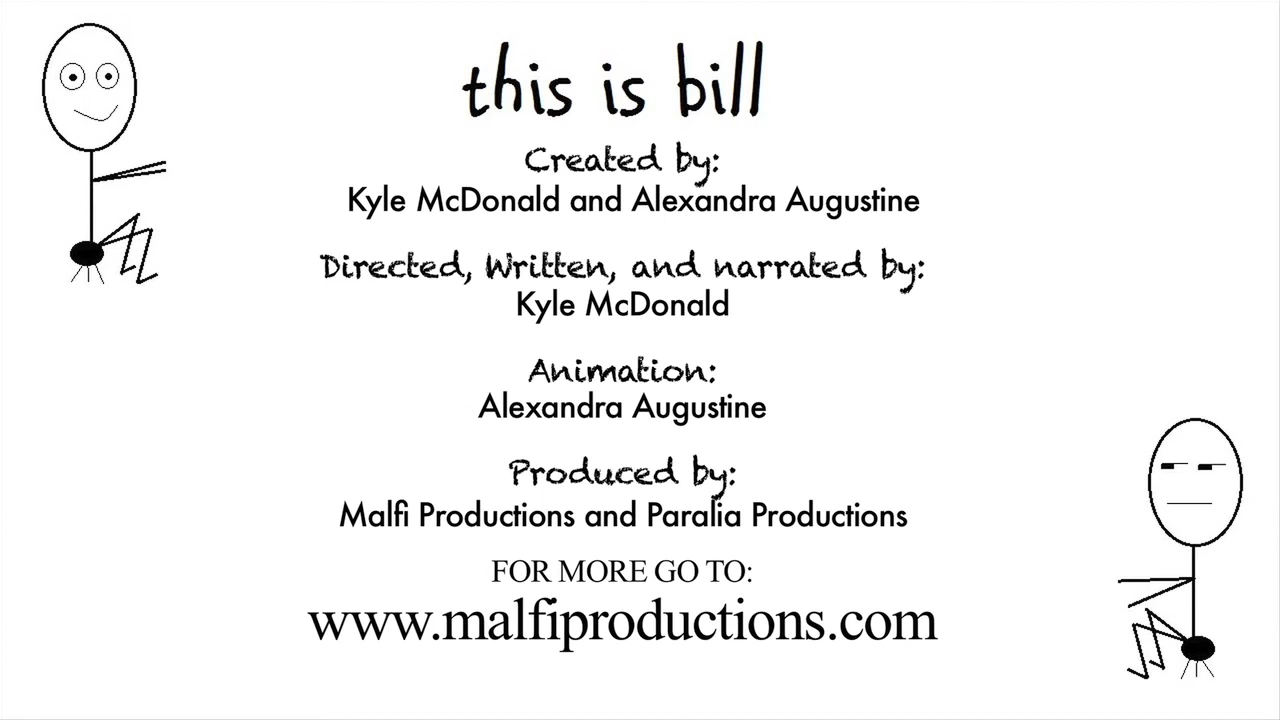 this is bill
Created by:
Kyle McDonald and Alexandra Augustine
Directed, Written, and narrated by:
Kyle McDonald
Animation:
Alexandra Augustine
Produced by:
Malfi Productions and Paralia Productions
FOR MORE GO TO:
www.malfiproductions.com